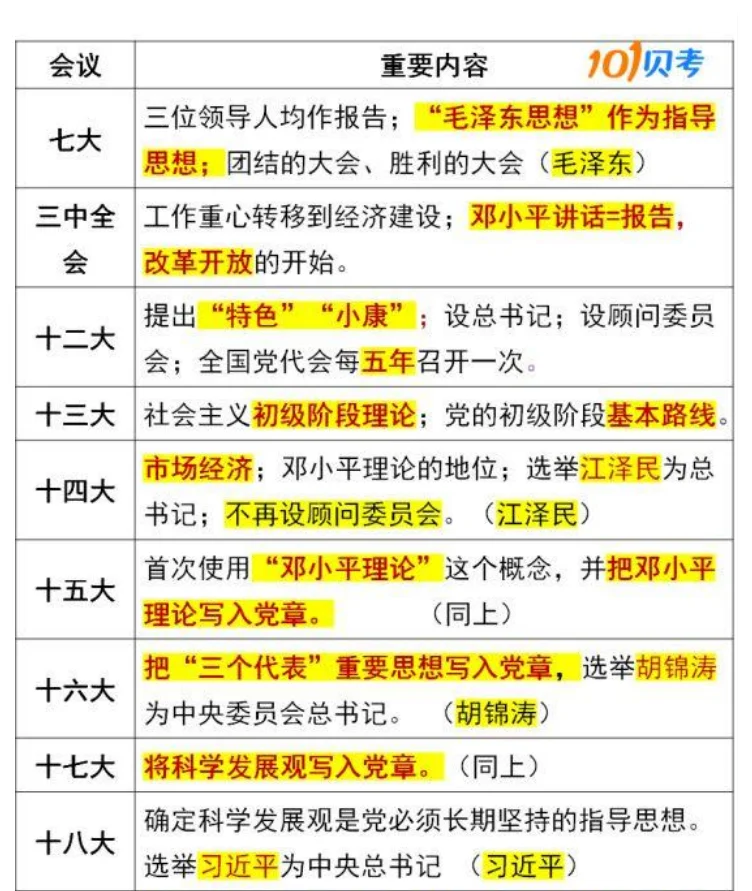 会议 重要内容 101贝考
七大 三位领导人均作报告；“毛泽东思想”作为指导
思想；团结的大会、胜利的大会（毛泽东）
三中全 工作重心转移到经济建设；邓小平讲话=报告，
会 改革开放的开始。
十二大 提出“特色”“小康”；设总书记；设顾问委员
会；全国党代会每五年召开一次。
十三大 社会主义初级阶段理论；党的初级阶段基本路线。
十四大 市场经济；邓小平理论的地位；选举江泽民为总
书记；不再设顾问委员会。（江泽民）
十五大 首次使用“邓小平理论”这个概念，并把邓小平
理论写入党章。 （同上）
十六大 把“三个代表”重要思想写入党章，选举胡锦涛
为中央委员会总书记。 （胡锦涛）
十七大 将科学发展观写入党章。（同上）
十八大 确定科学发展观是党必须长期坚持的指导思想。
选举习近平为中央总书记 （习近平）